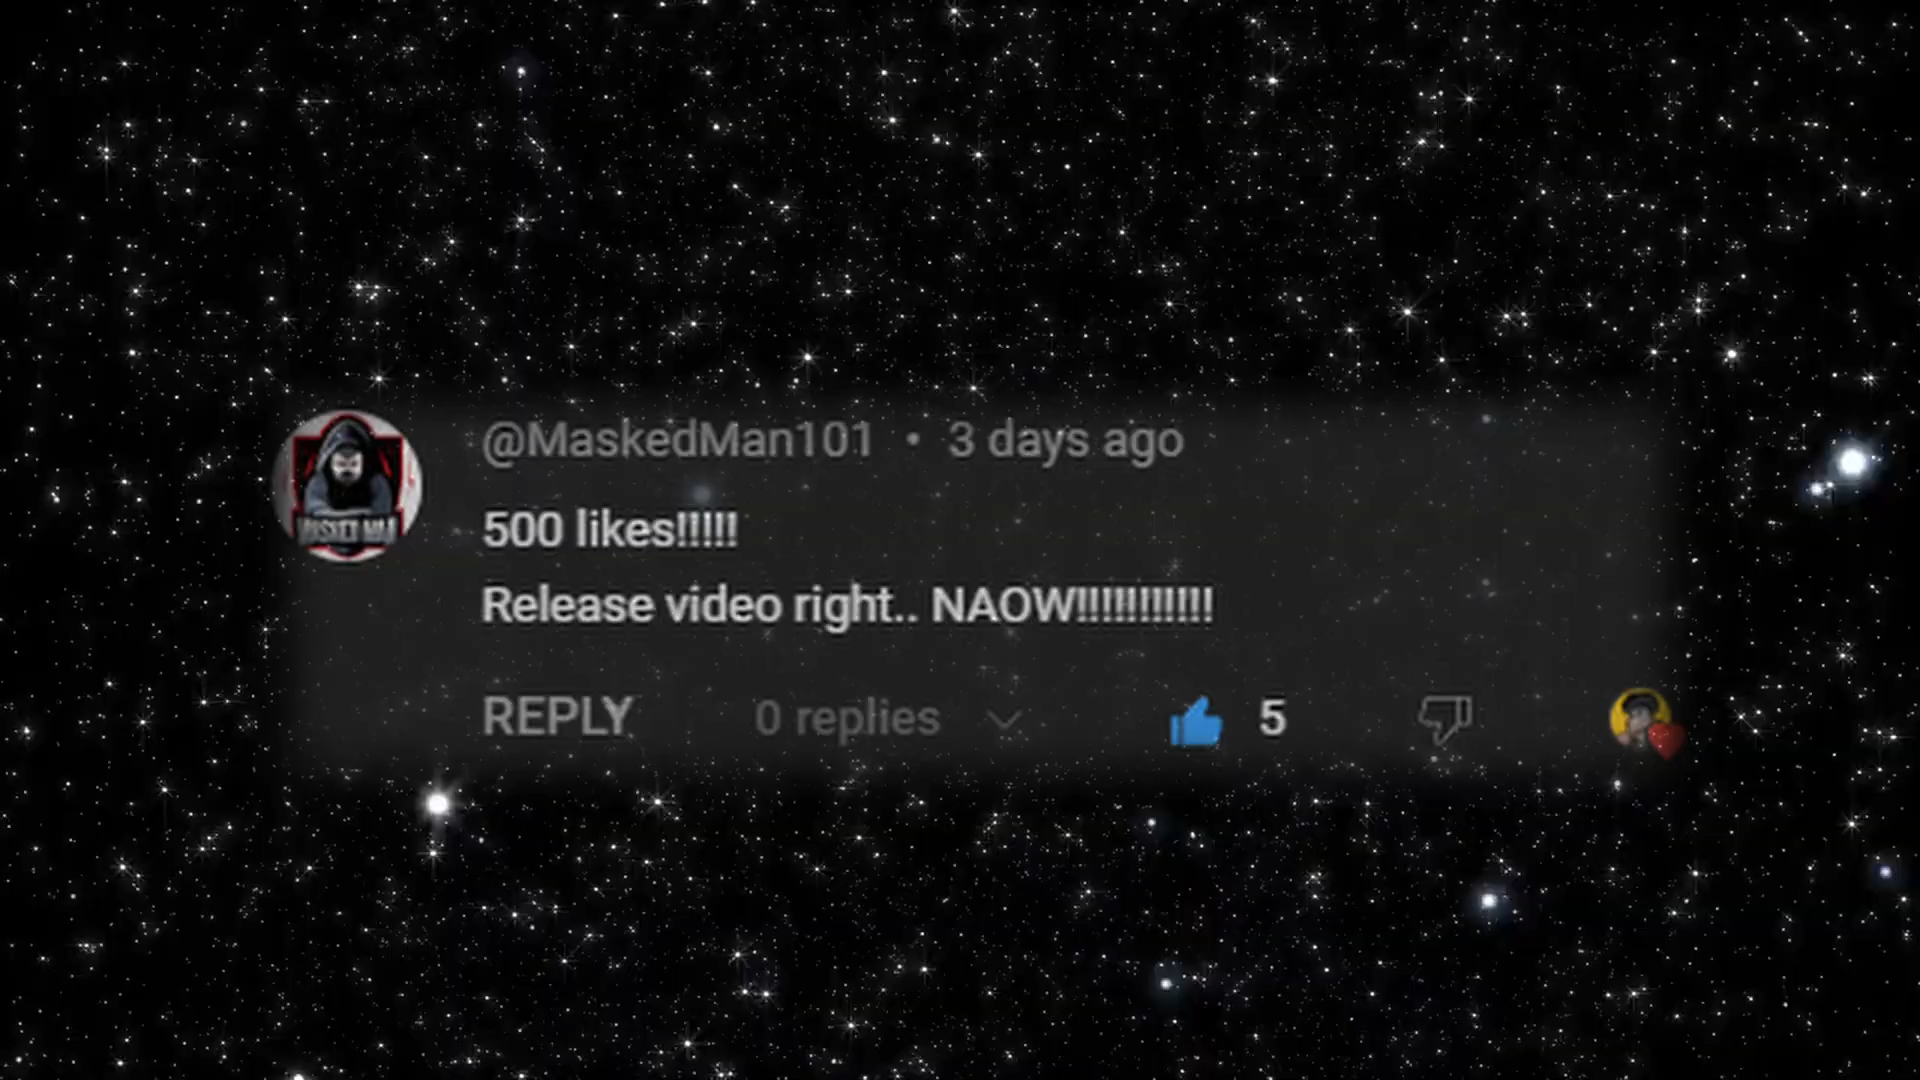 @MaskedMan101 • 3 days ago
500 likes!!!!!
Release video right.. NAOW!!!!!!!!!!!
REPLY 0 replies 5